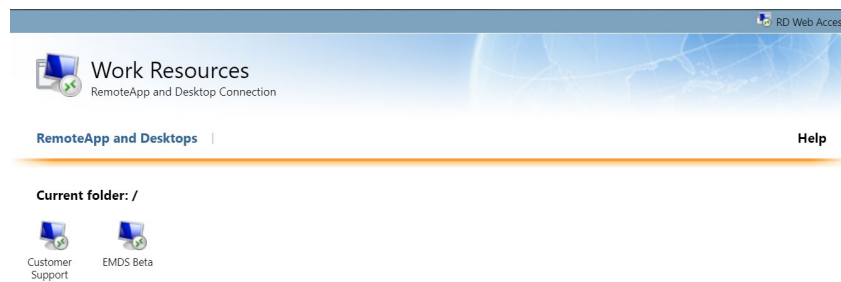 RD Web Acces
Work Resources
RemoteApp and Desktop Connection
RemoteApp and Desktops |
Help
Current folder: /
Customer
Support
EMDS Beta